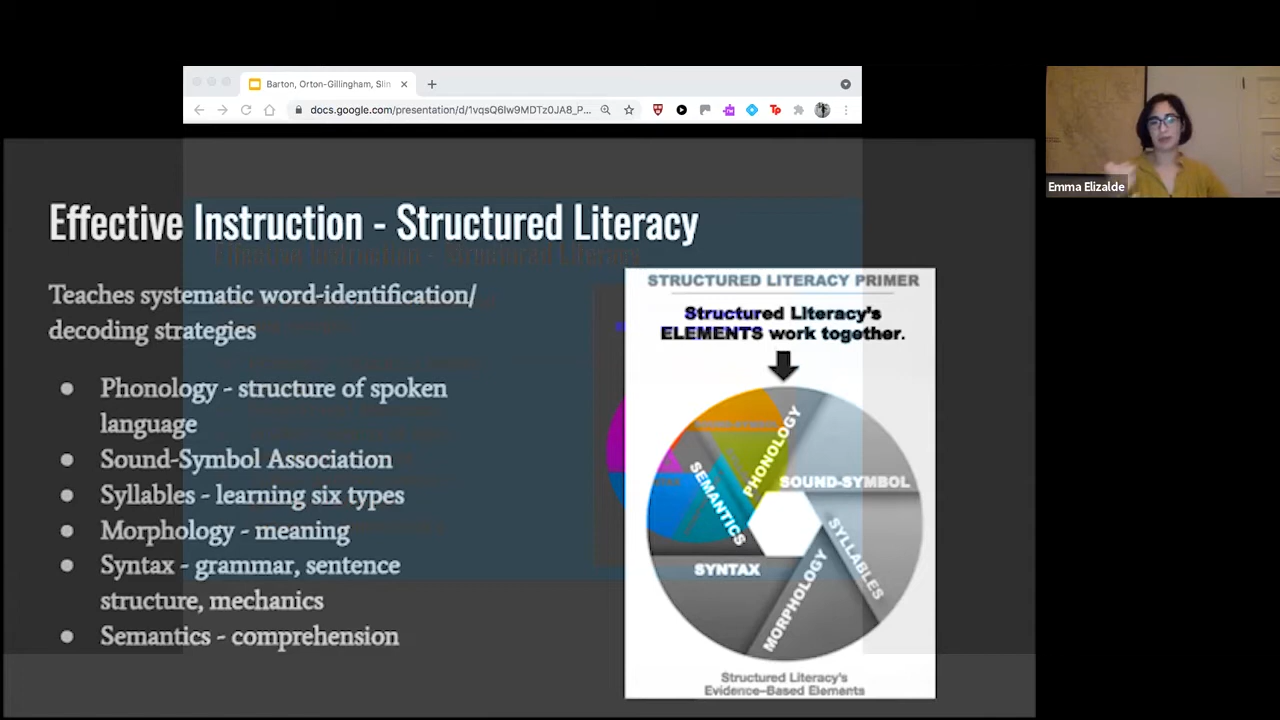 Barton, Orton-Gillingham, Slin
docs.google.com/presentation/d/1vqsQ6Iw9MDTz0JA8_P...
Emma Elizalde
Effective Instruction - Structured Literacy
Teaches systematic word-identification/
decoding strategies
● Phonology - structure of spoken
language
● Sound-Symbol Association
● Syllables - learning six types
● Morphology - meaning
● Syntax - grammar, sentence
structure, mechanics
● Semantics - comprehension
STRUCTURED LITERACY PRIMER
Structured Literacy's
ELEMENTS work together.
PHONOLOGY
SOUND-SYMBOL
SYLLABLES
MORPHOLOGY
SYNTAX
SEMANTICS
Structured Literacy's
Evidence-Based Elements